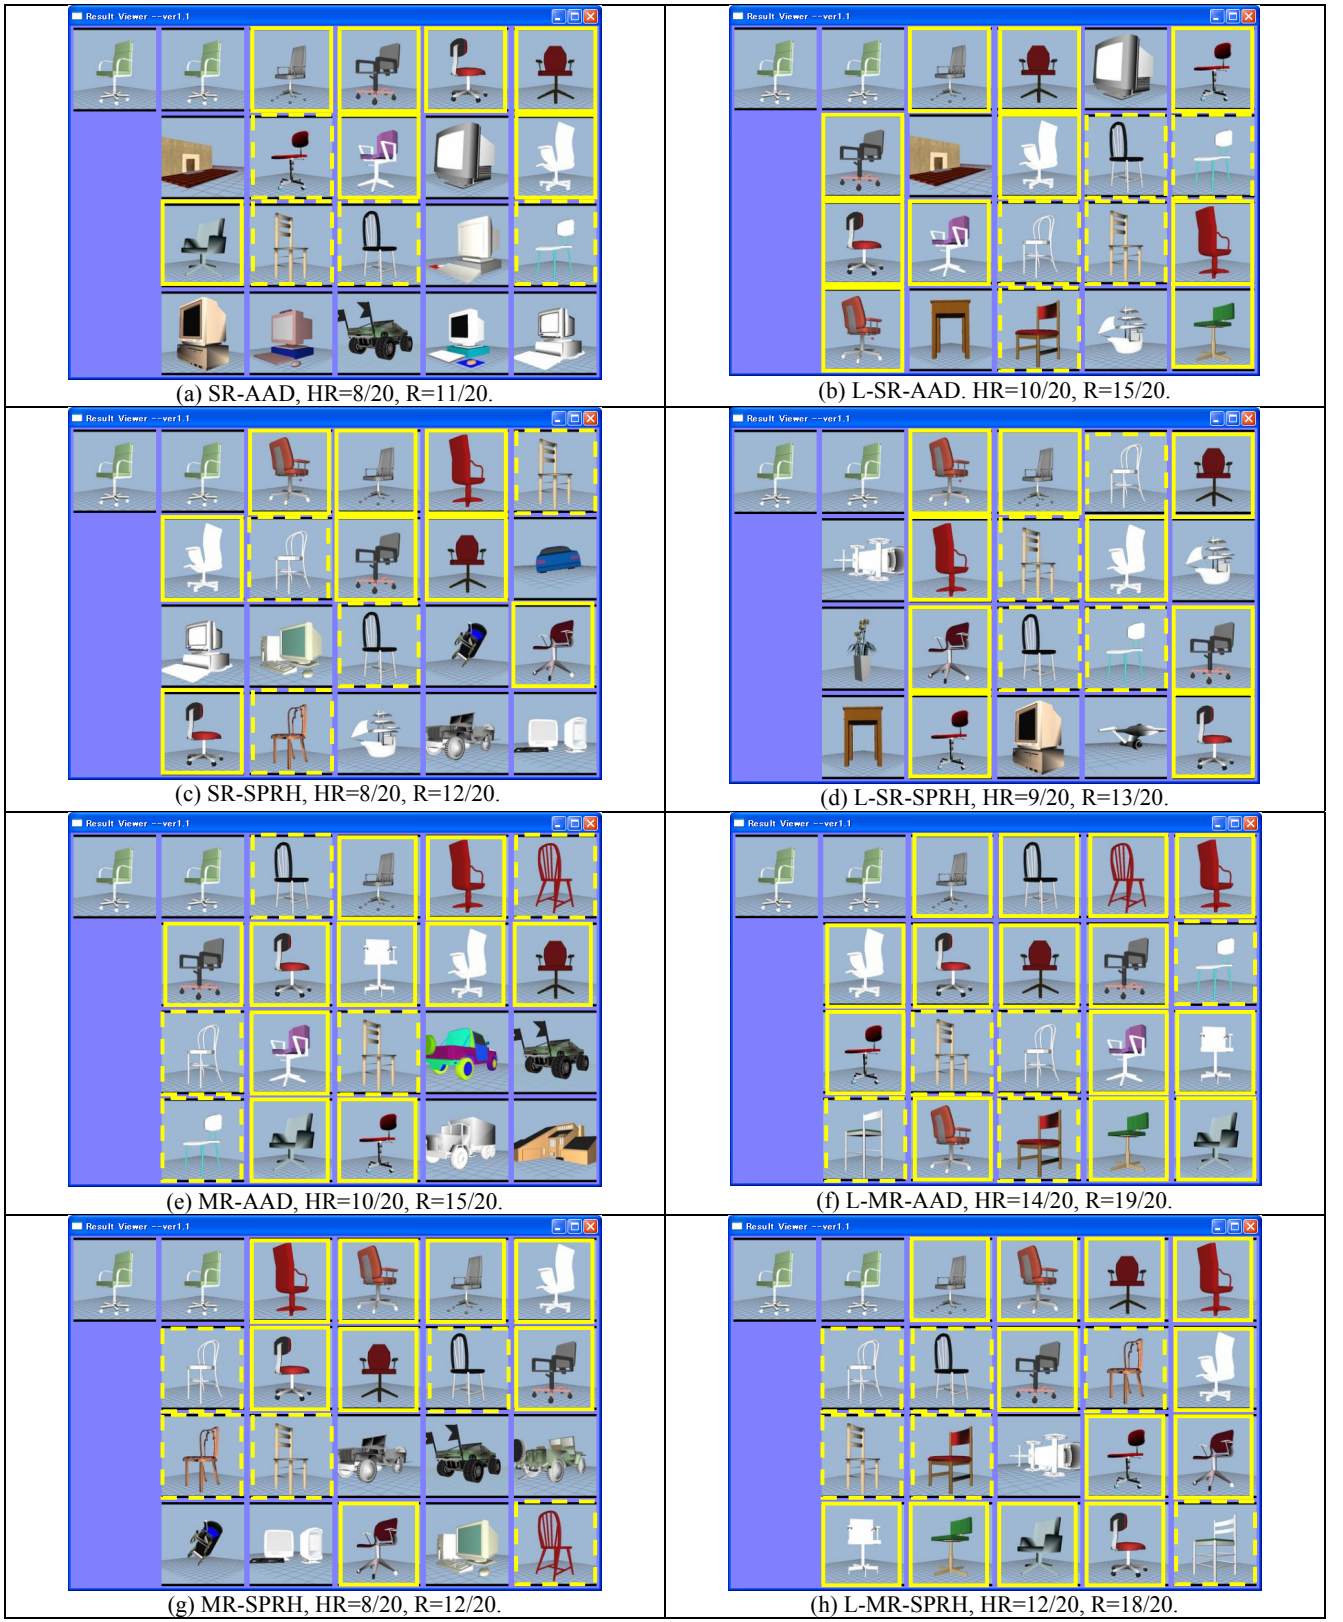 Result Viewer --ver1.1
Result Viewer --ver1.1
(a) SR-AAD, HR=8/20, R=11/20.
(b) L-SR-AAD. HR=10/20, R=15/20.
Result Viewer --ver1.1
Result Viewer --ver1.1
(c) SR-SPRH, HR=8/20, R=12/20.
(d) L-SR-SPRH, HR=9/20, R=13/20.
Result Viewer --ver1.1
Result Viewer --ver1.1
(e) MR-AAD, HR=10/20, R=15/20.
(f) L-MR-AAD, HR=14/20, R=19/20.
Result Viewer --ver1.1
Result Viewer --ver1.1
(g) MR-SPRH, HR=8/20, R=12/20.
(h) L-MR-SPRH, HR=12/20, R=18/20.